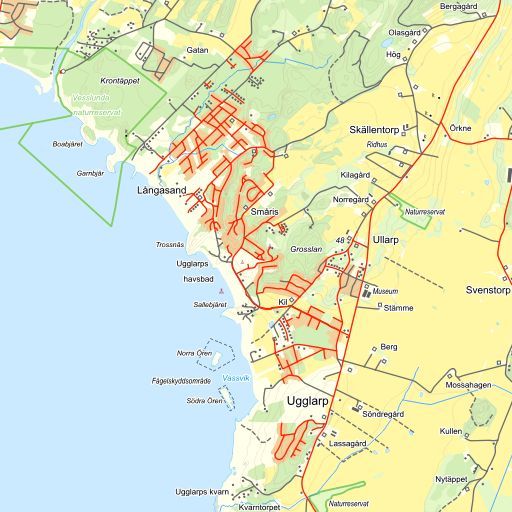 Bergagård
Olasgård
Gatan
Hög
Krontäppet
Vesslunda
naturreservat
Skällentorp
Örkne
Boabjäret
Ridhus
Garnbjär
Kilagård
Långasand
Norregård
Smäris
Naturreservat
Trossnäs
48
Ullarp
Grosslan
Ugglarps
havsbad
Svenstorp
Museum
Sallebjäret
Kil
Stämme
Norra Ören
Berg
Vassvik
Fågelskyddsområde
Mossahagen
Södra Ören
Ugglarp
Söndregård
Kullen
Lassagård
Nytäppet
Ugglarps kvarn
Naturreservat
Kvarntorpet